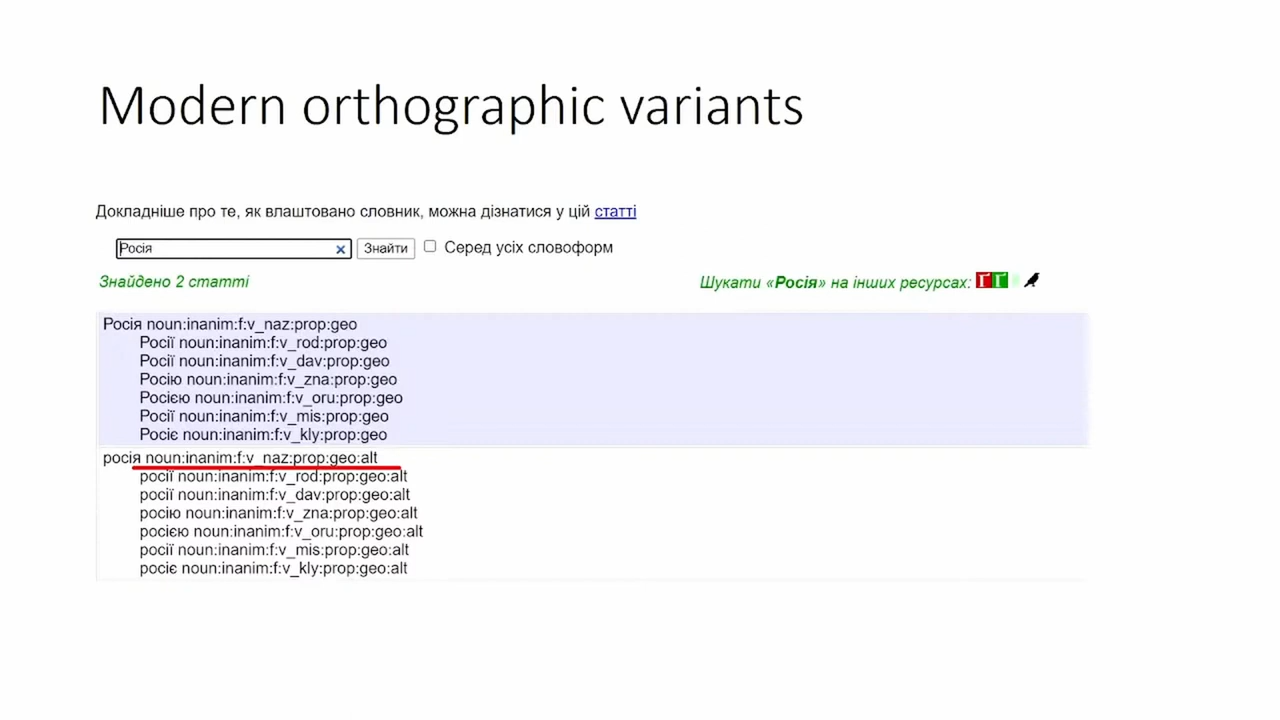 Modern orthographic variants
Докладніше про те, як влаштовано словник, можна дізнатися у цій статті
Росія × Знайти Серед усіх словоформ
Знайдено 2 статті Шукати «Росія» на інших ресурсах: Г Г
Росія noun:inanim:f:v_naz:prop:geo
Росії noun:inanim:f:v_rod:prop:geo
Росії noun:inanim:f:v_dav:prop:geo
Росію noun:inanim:f:v_zna:prop:geo
Росією noun:inanim:f:v_oru:prop:geo
Росії noun:inanim:f:v_mis:prop:geo
Росіє noun:inanim:f:v_kly:prop:geo
росія noun:inanim:f:v_naz:prop:geo:alt
росії noun:inanim:f:v_rod:prop:geo:alt
росії noun:inanim:f:v_dav:prop:geo:alt
росію noun:inanim:f:v_zna:prop:geo:alt
росією noun:inanim:f:v_oru:prop:geo:alt
росії noun:inanim:f:v_mis:prop:geo:alt
росіє noun:inanim:f:v_kly:prop:geo:alt